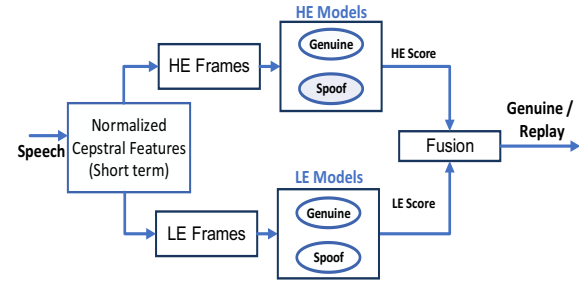 HE Models
Genuine
HE Frames
HE Score
Spoof
Genuine /
Replay
Normalized
Cepstral Features
(Short term)
Speech
Fusion
LE Models
Genuine
LE Score
LE Frames
Spoof